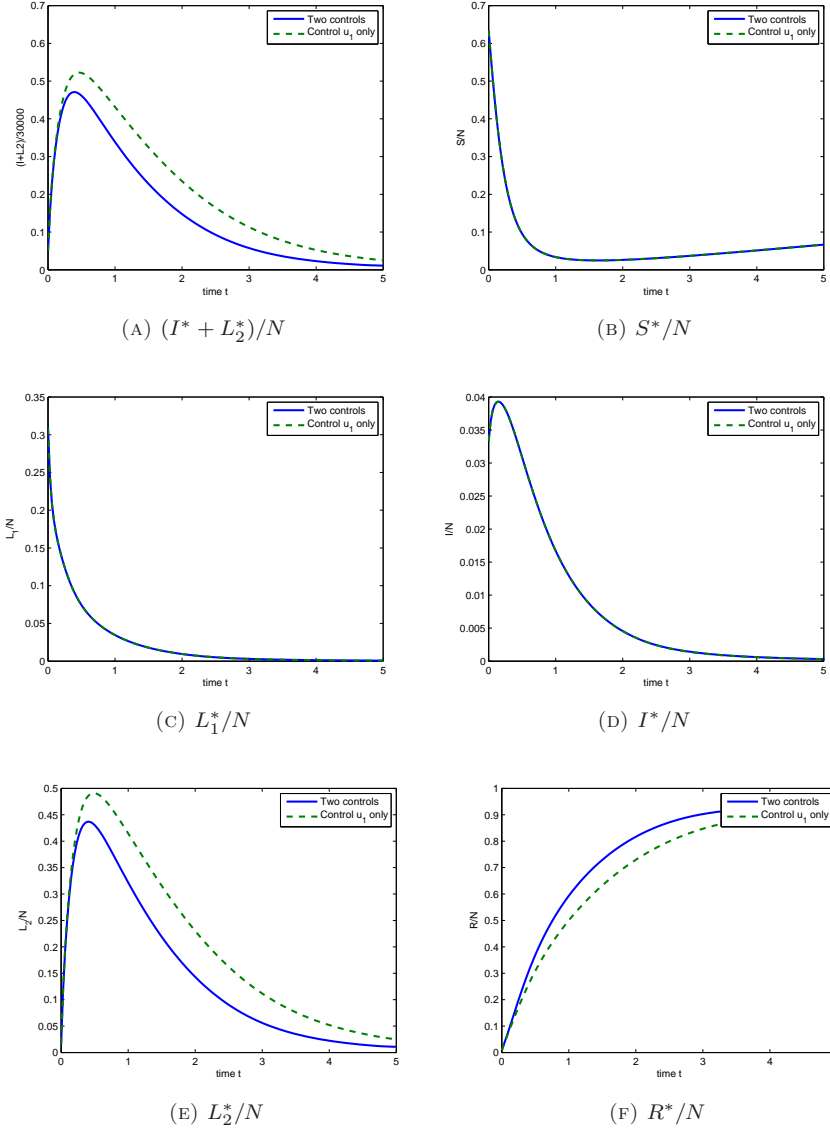 0.7
0.6
0.5
0.4
0.3
0.2
0.1
0
(I+L2)/30000
0 1 2 3 4 5
time t
Two controls
Control u₁ only
(A) (I* + L₂*)/N
0.7
0.6
0.5
0.4
0.3
0.2
0.1
0
S/N
0 1 2 3 4 5
time t
Two controls
Control u₁ only
(B) S*/N
0.35
0.3
0.25
0.2
0.15
0.1
0.05
0
L₁/N
0 1 2 3 4 5
time t
Two controls
Control u₁ only
(C) L₁*/N
0.04
0.035
0.03
0.025
0.02
0.015
0.01
0.005
0
I/N
0 1 2 3 4 5
time t
Two controls
Control u₁ only
(D) I*/N
0.5
0.45
0.4
0.35
0.3
0.25
0.2
0.15
0.1
0.05
0
L₂/N
0 1 2 3 4 5
time t
Two controls
Control u₁ only
(E) L₂*/N
1
0.9
0.8
0.7
0.6
0.5
0.4
0.3
0.2
0.1
0
R/N
0 1 2 3 4
time t
Two controls
Control u₁ only
(F) R*/N